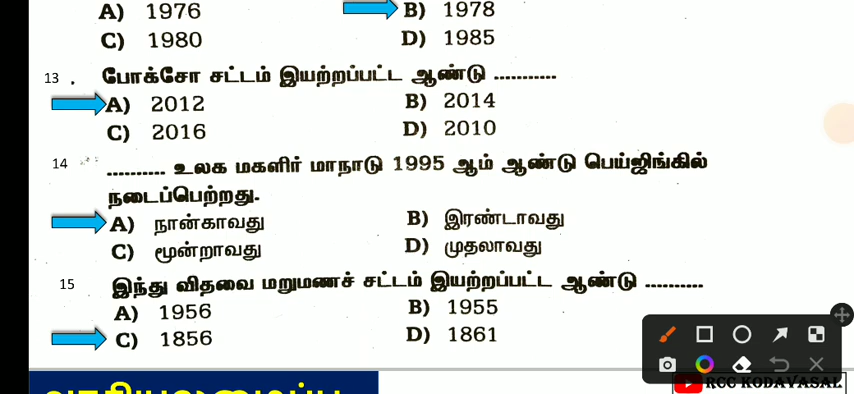 A) 1976 B) 1978
C) 1980 D) 1985
13 . போக்சோ சட்டம் இயற்றப்பட்ட ஆண்டு ...........
A) 2012 B) 2014
C) 2016 D) 2010
14 .......... உலக மகளிர் மாநாடு 1995 ஆம் ஆண்டு பெய்ஜிங்கில்
நடைப்பெற்றது.
A) நான்காவது B) இரண்டாவது
C) மூன்றாவது D) முதலாவது
15 இந்து விதவை மறுமணச் சட்டம் இயற்றப்பட்ட ஆண்டு ..........
A) 1956 B) 1955
C) 1856 D) 1861
RCC KODAVASAL